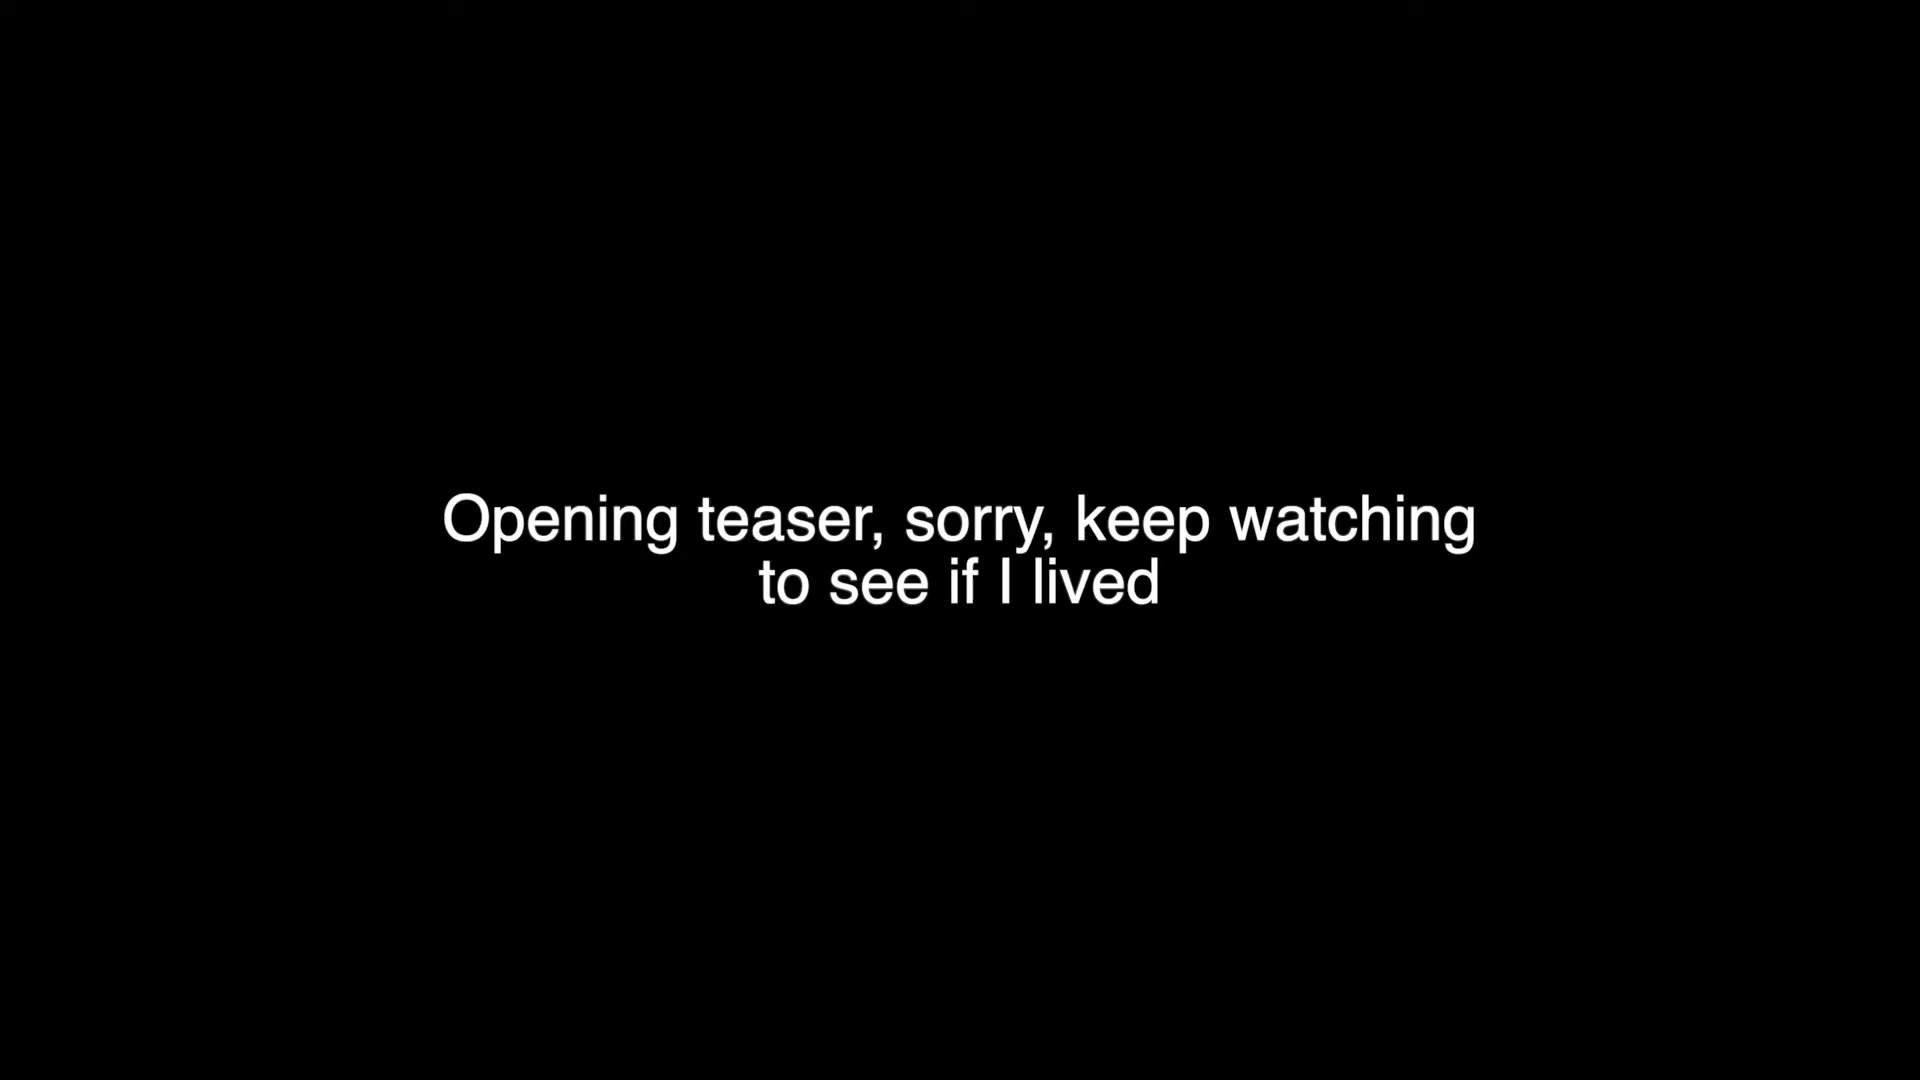 Opening teaser, sorry, keep watching
to see if I lived